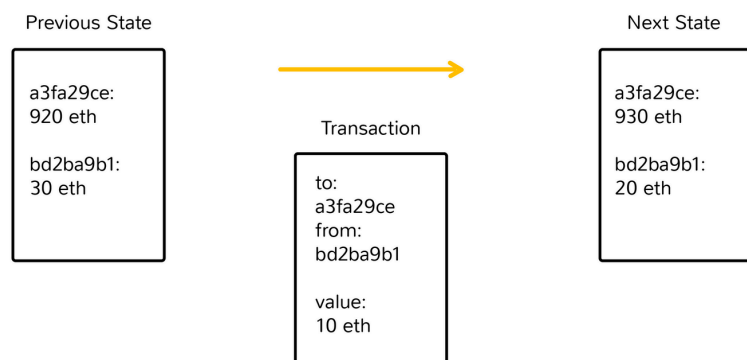 Previous State
a3fa29ce:
920 eth
bd2ba9b1:
30 eth
Transaction
to:
a3fa29ce
from:
bd2ba9b1
value:
10 eth
Next State
a3fa29ce:
930 eth
bd2ba9b1:
20 eth